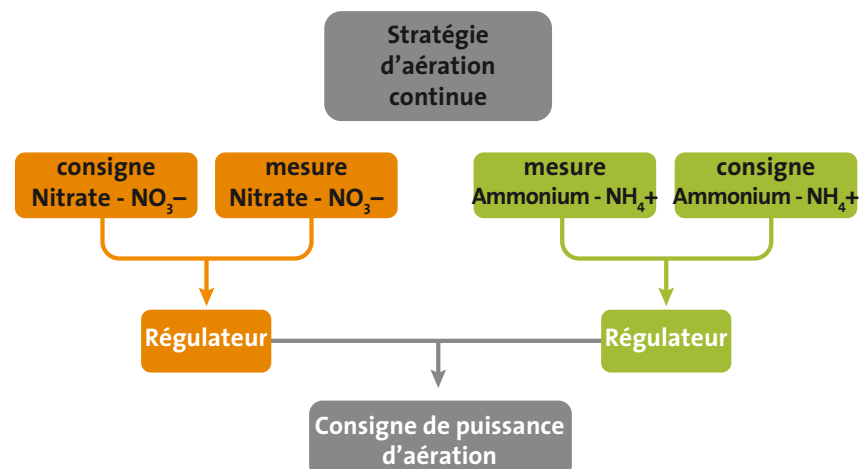 Stratégie
d’aération
continue
consigne
Nitrate - NO₃–
mesure
Nitrate - NO₃–
mesure
Ammonium - NH₄+
consigne
Ammonium - NH₄+
Régulateur
Régulateur
Consigne de puissance
d’aération